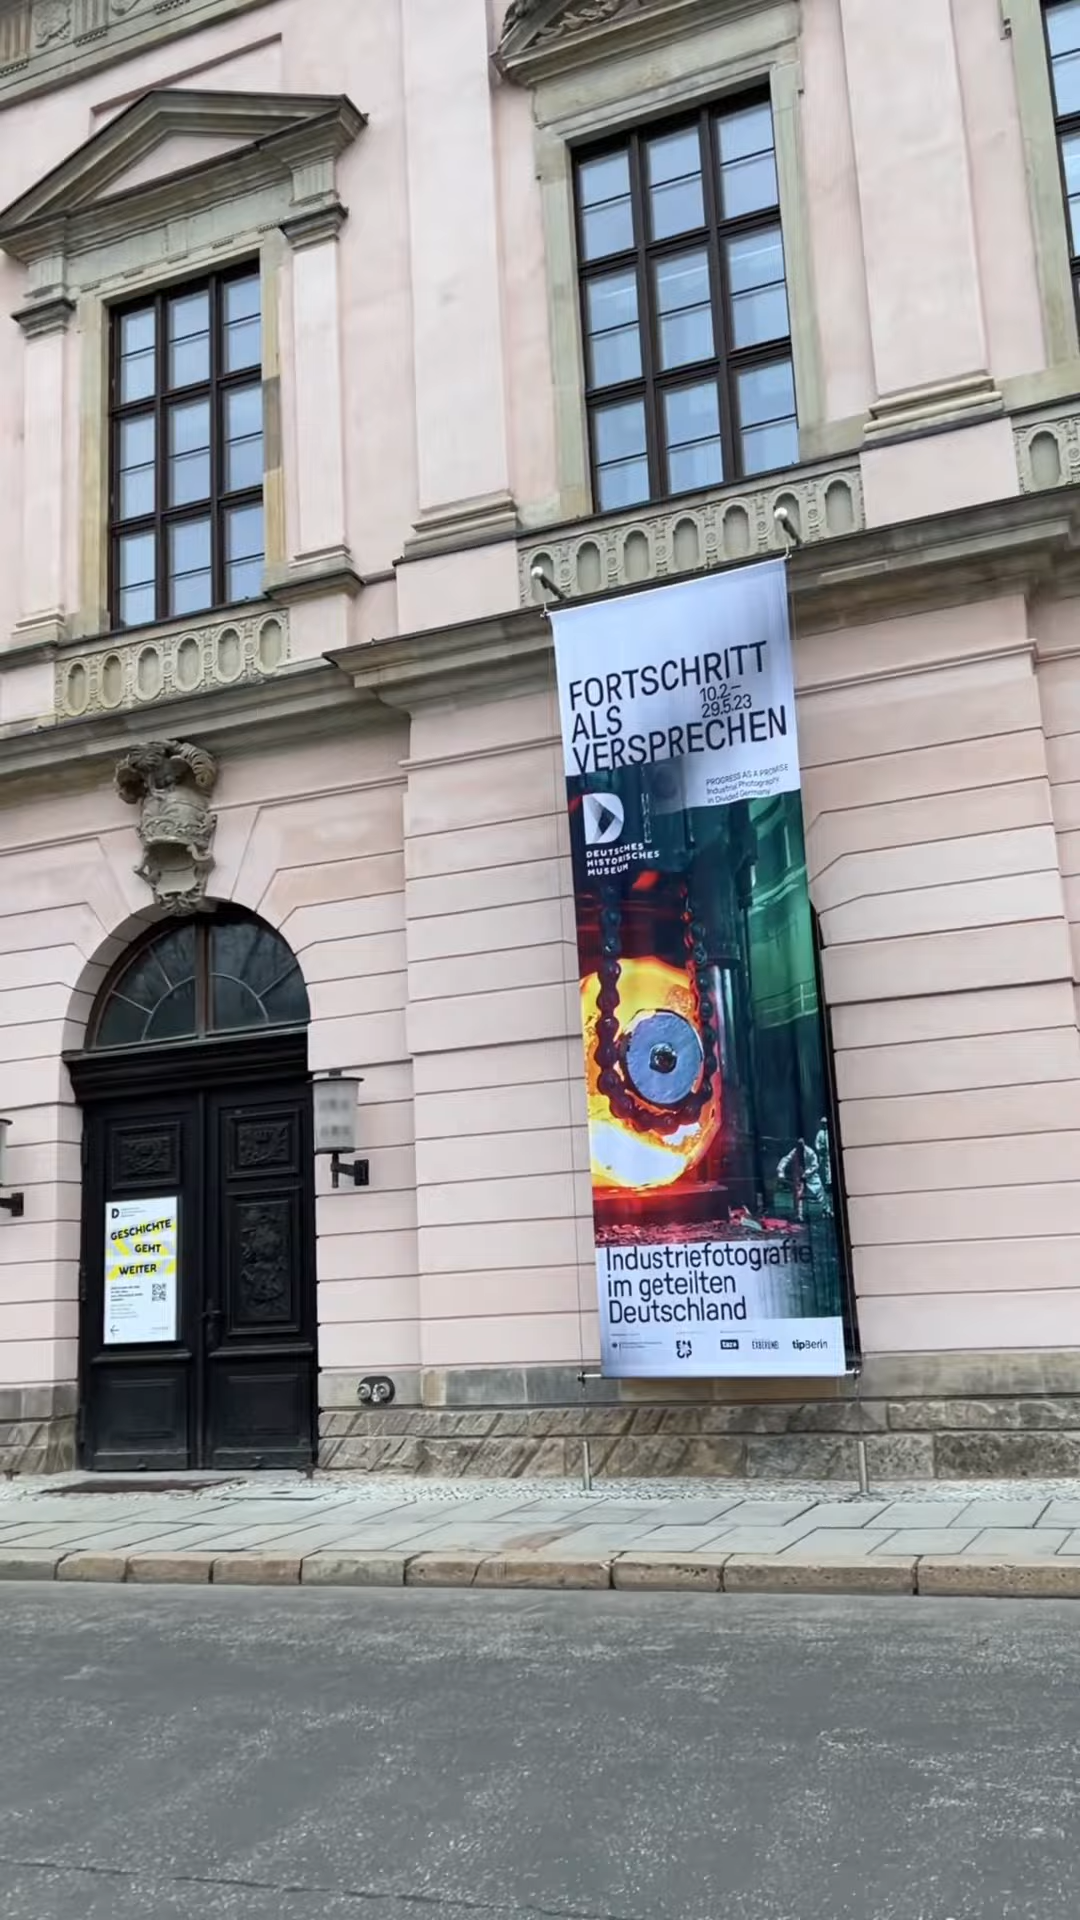 FORTSCHRITT
ALS
10.2.–
29.5.23
VERSPRECHEN
PROGRESS AS A PROMISE
Industrial Photography
in Divided Germany
DEUTSCHES
HISTORISCHES
MUSEUM
Industriefotografie
im geteilten
Deutschland
tipBerlin
D
GESCHICHTE
GEHT
WEITER